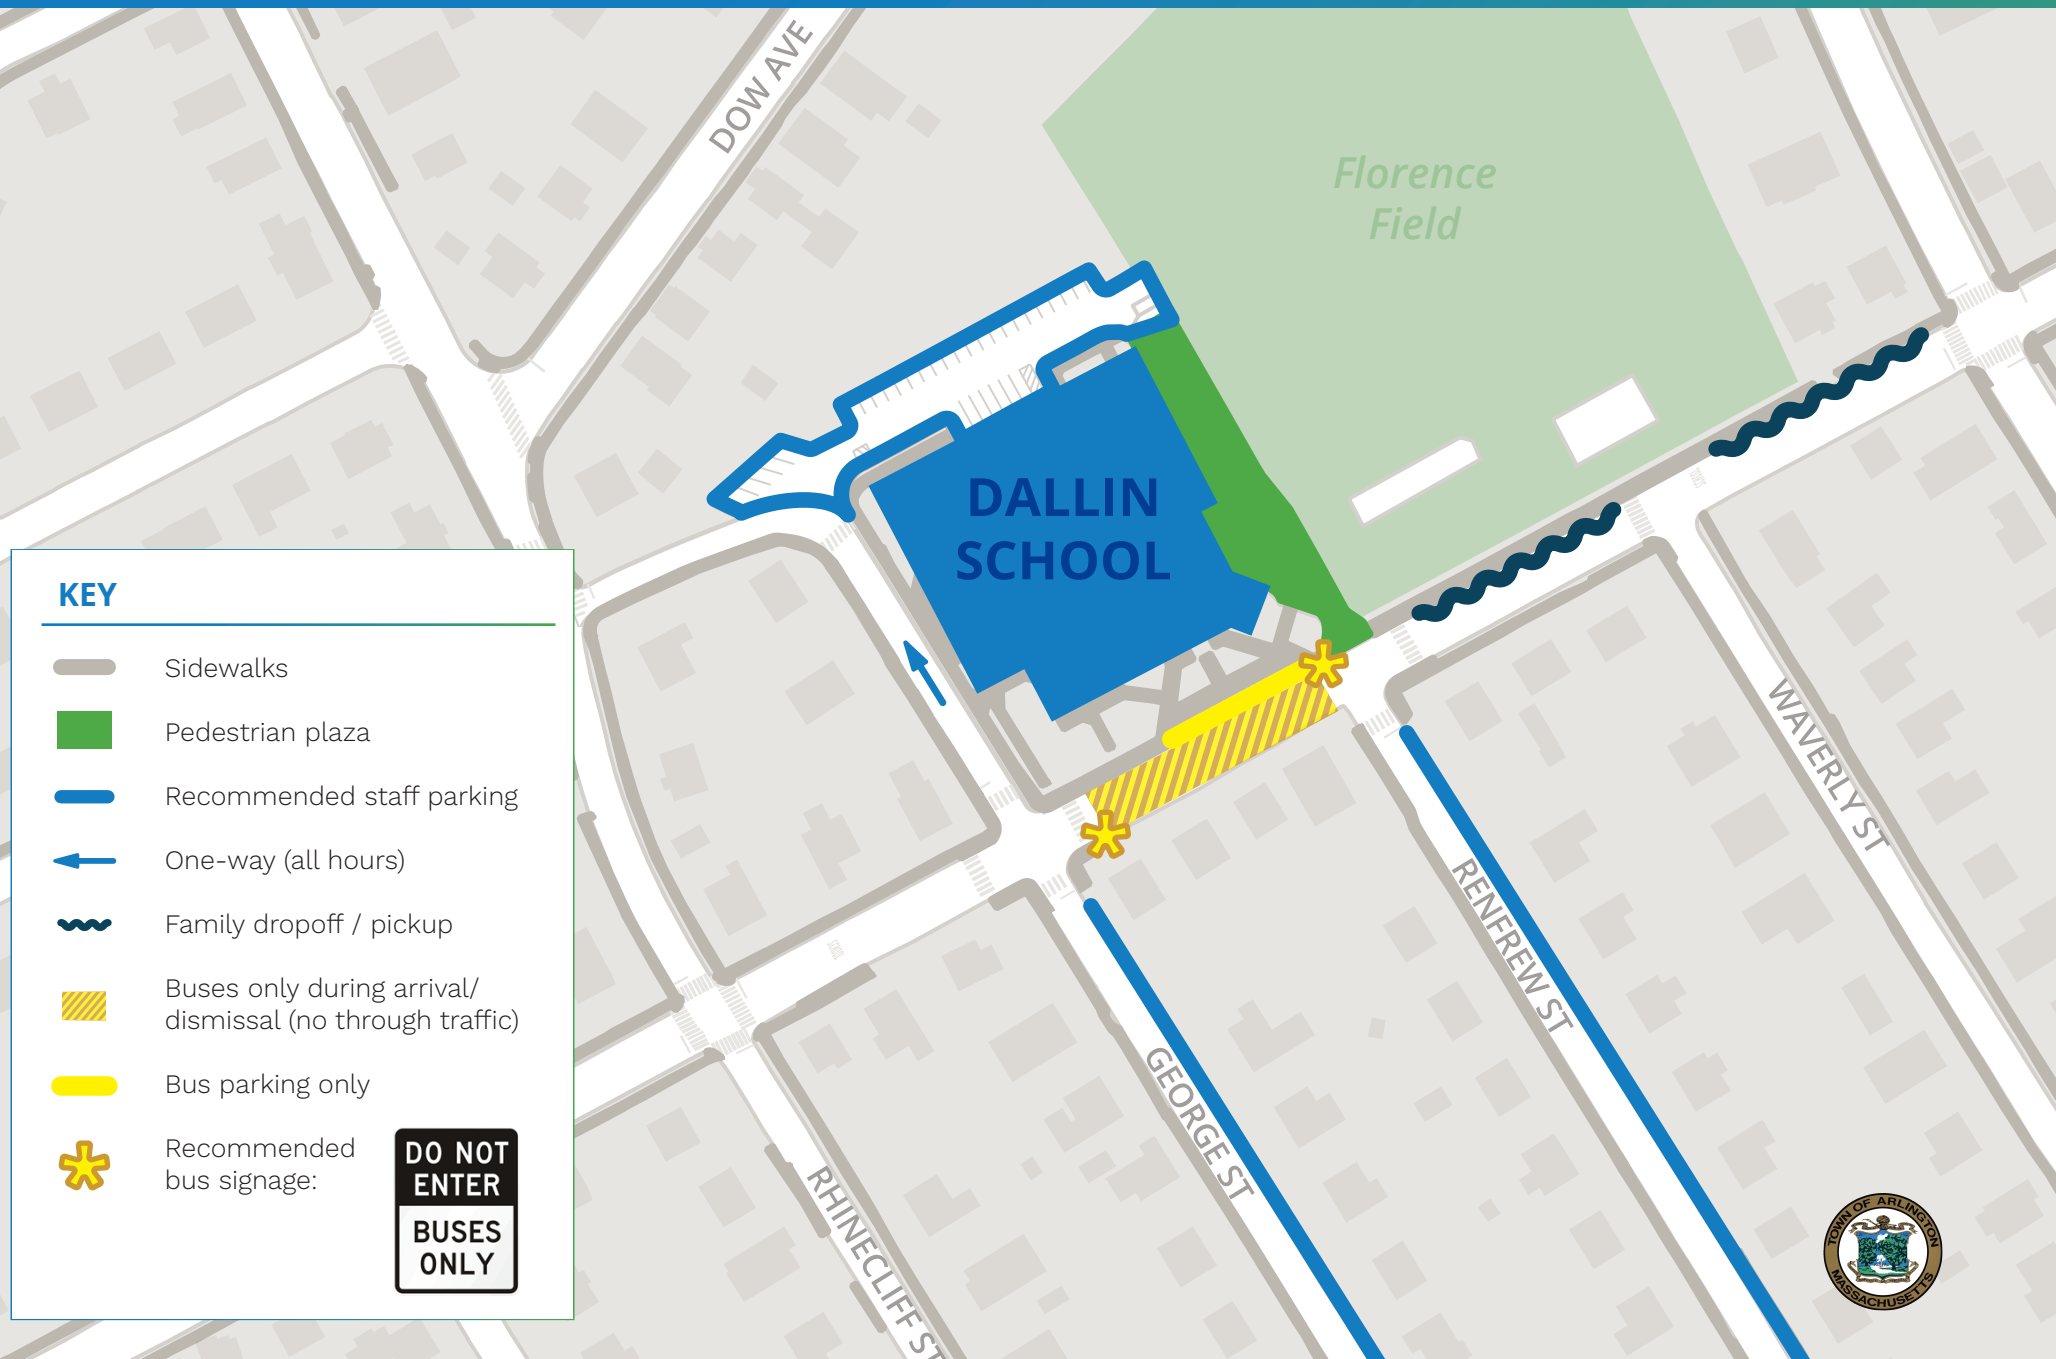 DOW AVE
Florence
Field
DALLIN
SCHOOL
KEY
Sidewalks
Pedestrian plaza
Recommended staff parking
One-way (all hours)
Family dropoff / pickup
Buses only during arrival/
dismissal (no through traffic)
Bus parking only
Recommended
bus signage:
DO NOT
ENTER
BUSES
ONLY
WAVERLY ST
RENFREW ST
GEORGE ST
RHINECLIFF ST
TOWN OF ARLINGTON
MASSACHUSETTS